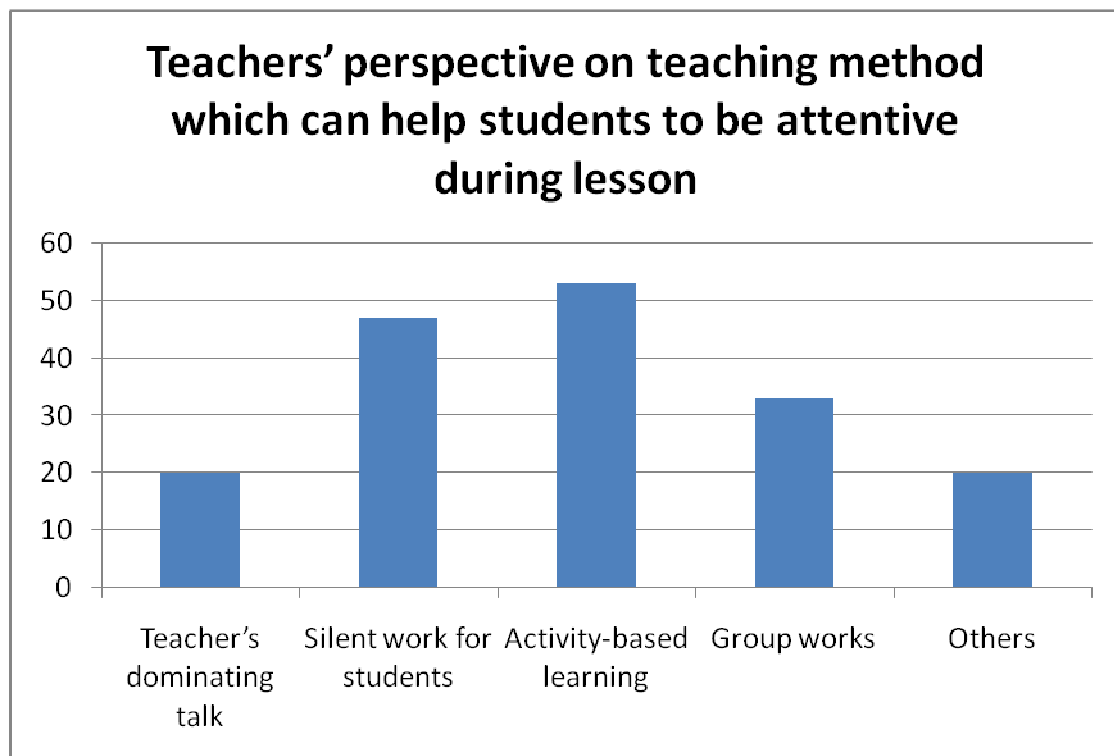 Teachers’ perspective on teaching method
which can help students to be attentive
during lesson
60
50
40
30
20
10
0
Teacher’s
dominating
talk
Silent work for
students
Activity-based
learning
Group works
Others